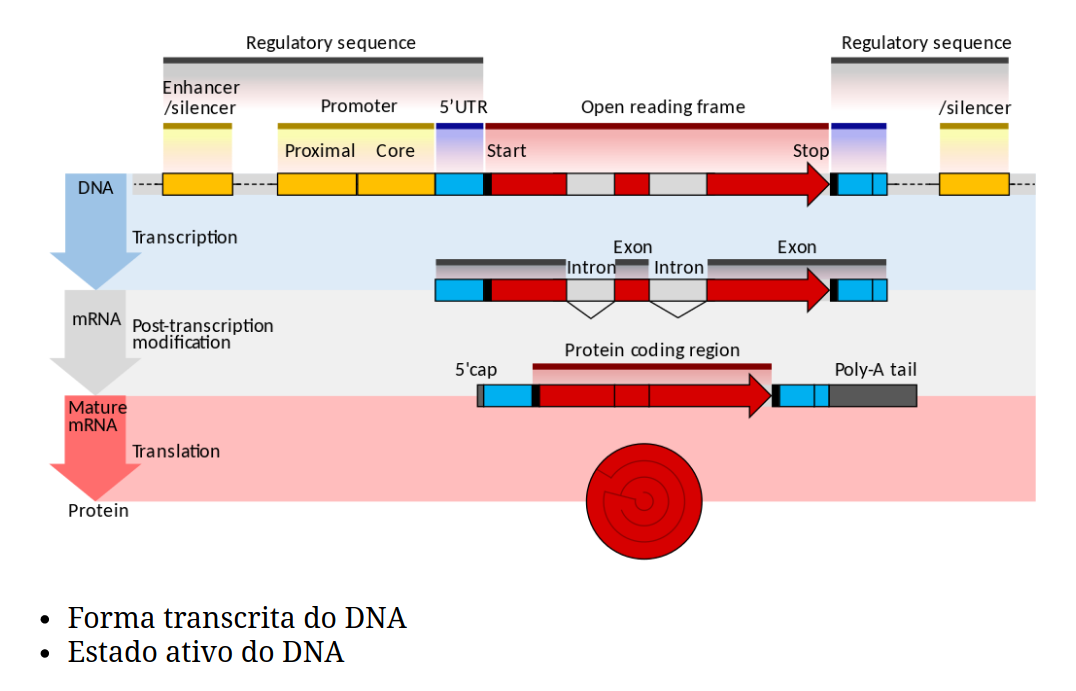 Regulatory sequence
Regulatory sequence
Enhancer
/silencer
Promoter
5'UTR
Open reading frame
/silencer
Proximal
Core
Start
Stop
DNA
Transcription
Exon
Exon
Intron
Intron
mRNA
Post-transcription
modification
Protein coding region
5'cap
Poly-A tail
Mature
mRNA
Translation
Protein
• Forma transcrita do DNA
• Estado ativo do DNA